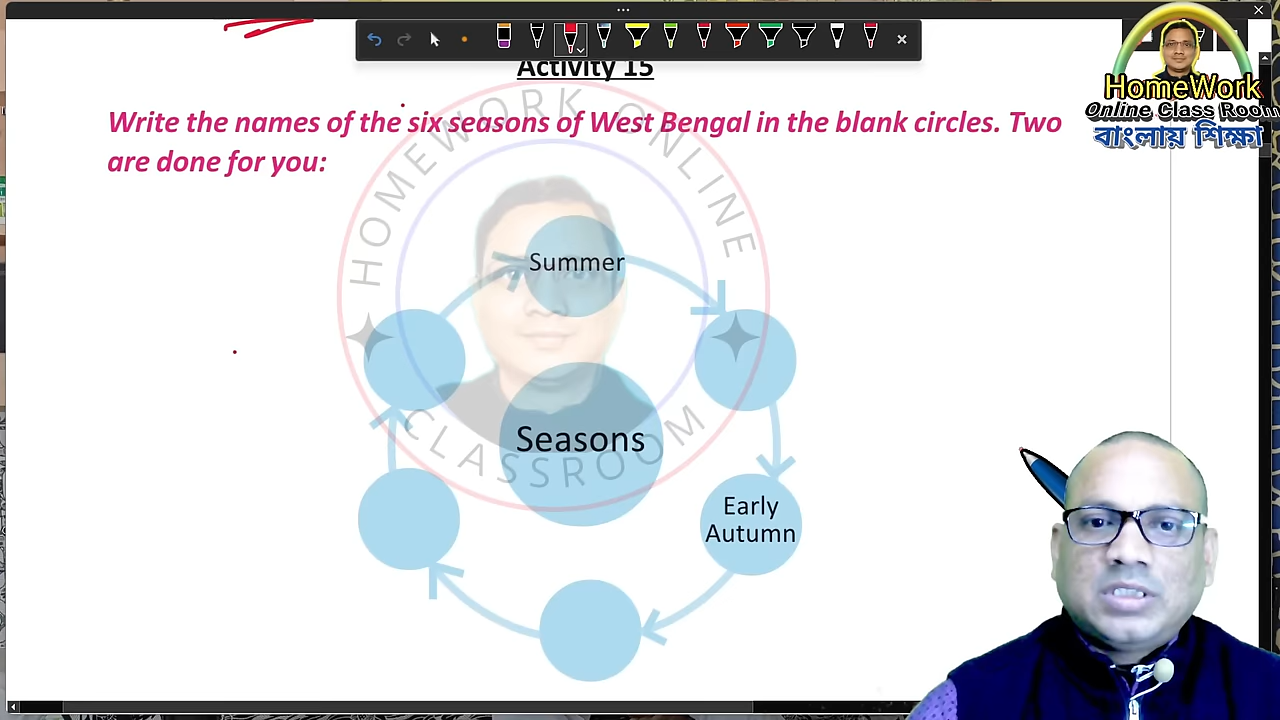 Activity 15
HomeWork
Online Class Room
বাংলায় শিক্ষা
Write the names of the six seasons of West Bengal in the blank circles. Two
are done for you:
HOMEWORK ONLINE
CLASSROOM
Summer
Seasons
Early
Autumn